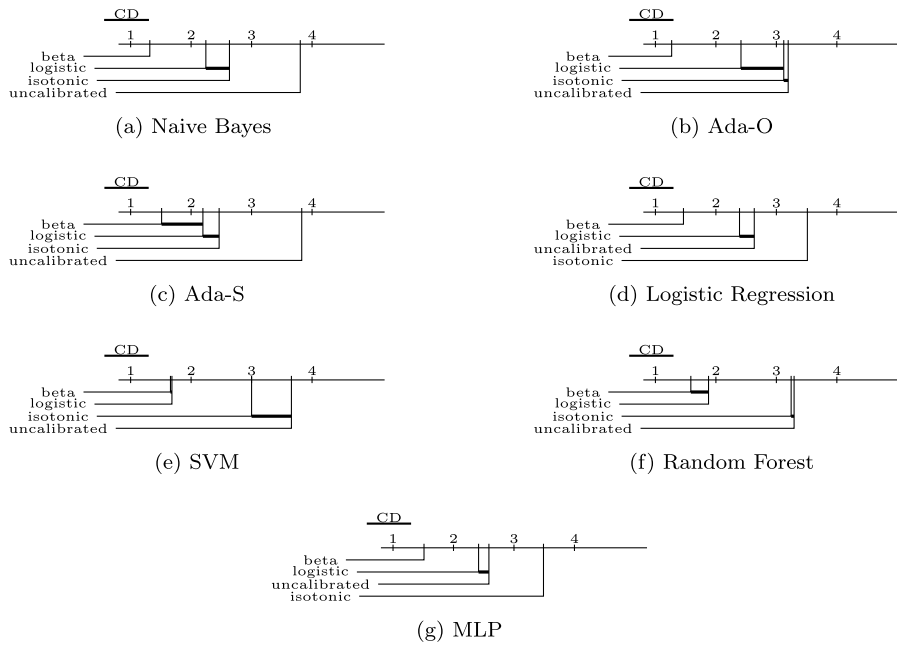 CD
1 2 3 4
beta
logistic
isotonic
uncalibrated
(a) Naive Bayes
CD
1 2 3 4
beta
logistic
isotonic
uncalibrated
(b) Ada-O
CD
1 2 3 4
beta
logistic
isotonic
uncalibrated
(c) Ada-S
CD
1 2 3 4
beta
logistic
uncalibrated
isotonic
(d) Logistic Regression
CD
1 2 3 4
beta
logistic
isotonic
uncalibrated
(e) SVM
CD
1 2 3 4
beta
logistic
isotonic
uncalibrated
(f) Random Forest
CD
1 2 3 4
beta
logistic
uncalibrated
isotonic
(g) MLP